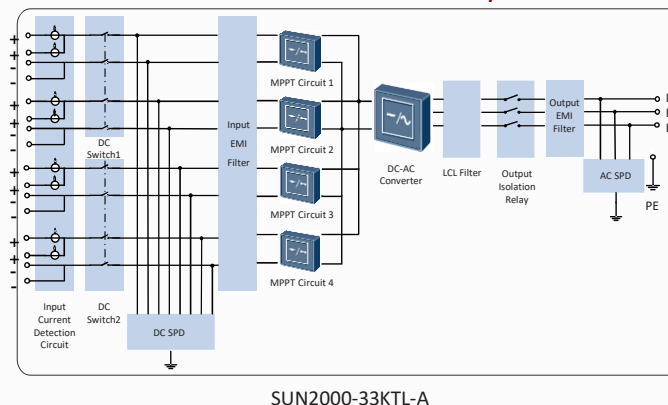 +
+
-
-
+
+
-
-
+
+
-
-
+
+
-
-
Input
Current
Detection
Circuit
DC
Switch1
DC
Switch2
DC SPD
Input
EMI
Filter
MPPT Circuit 1
MPPT Circuit 2
MPPT Circuit 3
MPPT Circuit 4
DC-AC
Converter
LCL Filter
Output
Isolation
Relay
Output
EMI
Filter
AC SPD
L
L
L
PE
SUN2000-33KTL-A